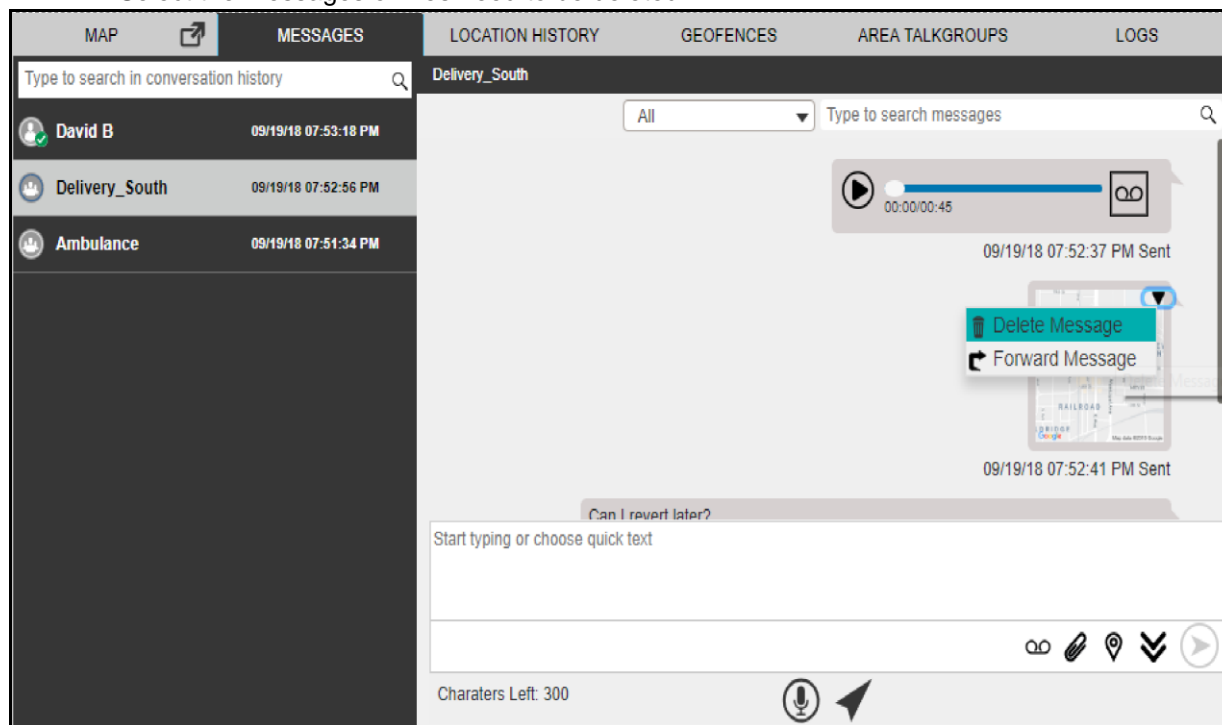 MAP MESSAGES LOCATION HISTORY GEOFENCES AREA TALKGROUPS LOGS
Type to search in conversation history
Delivery_South
David B 09/19/18 07:53:18 PM
Delivery_South 09/19/18 07:52:56 PM
Ambulance 09/19/18 07:51:34 PM
All
Type to search messages
00:00/00:45
09/19/18 07:52:37 PM Sent
Delete Message
Forward Message
RAILROAD
Google
09/19/18 07:52:41 PM Sent
Can I revert later?
Start typing or choose quick text
Charaters Left: 300